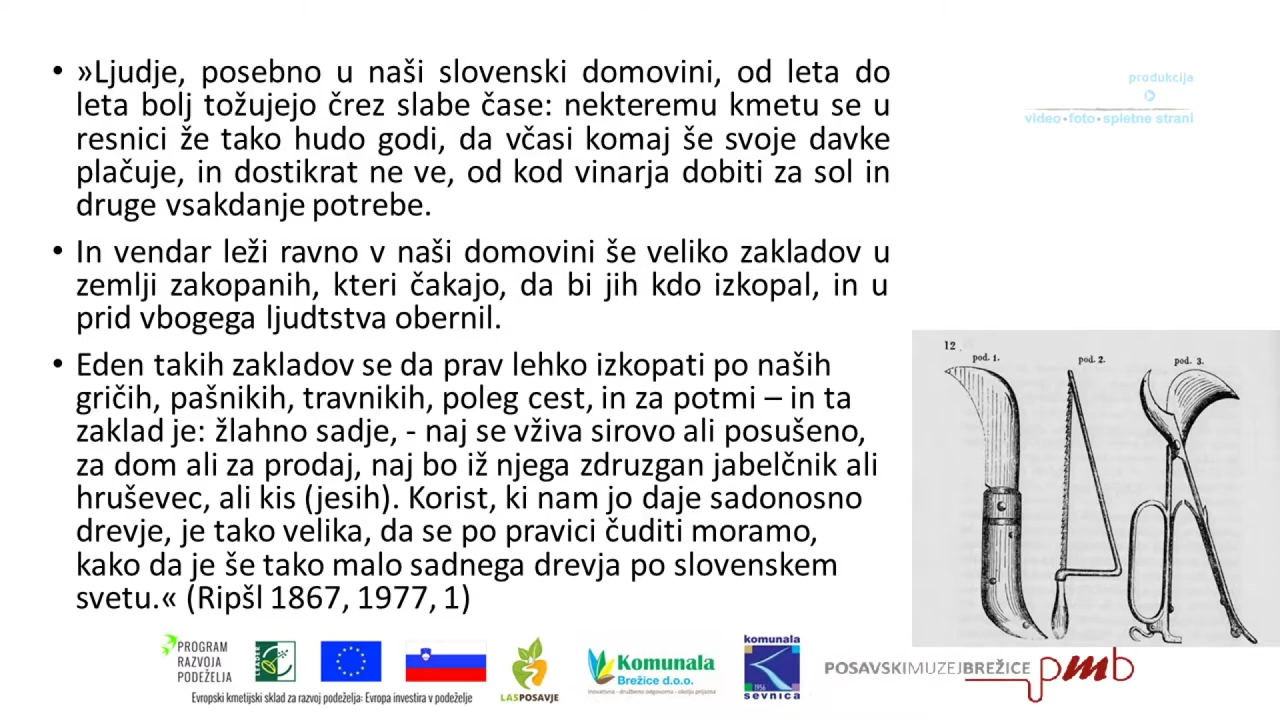 • »Ljudje, posebno u naši slovenski domovini, od leta do
leta bolj tožujejo črez slabe čase: nekteremu kmetu se u
resnici že tako hudo godi, da včasi komaj še svoje davke
plačuje, in dostikrat ne ve, od kod vinarja dobiti za sol in
druge vsakdanje potrebe.
• In vendar leži ravno v naši domovini še veliko zakladov u
zemlji zakopanih, kteri čakajo, da bi jih kdo izkopal, in u
prid vbogega ljudtstva obernil.
• Eden takih zakladov se da prav lehko izkopati po naših
gričih, pašnikih, travnikih, poleg cest, in za potmi – in ta
zaklad je: žlahno sadje, - naj se vživa sirovo ali posušeno,
za dom ali za prodaj, naj bo iž njega zdruzgan jabelčnik ali
hruševec, ali kis (jesih). Korist, ki nam jo daje sadonosno
drevje, je tako velika, da se po pravici čuditi moramo,
kako da je še tako malo sadnega drevja po slovenskem
svetu.« (Ripšl 1867, 1977, 1)
produkcija
video•foto•spletne strani
12
pod. 1.
pod. 2.
pod. 3.
PROGRAM
RAZVOJA
PODEŽELJA
LEADER
Evropski kmetijski sklad za razvoj podeželja: Evropa investira v podeželje
LAS POSAVJE
Komunala
Brežice d.o.o.
inovativna - družbeno odgovorna - okolju prijazna
komunala
1956
sevnica
POSAVSKIMUZEJBREŽICE
pmb